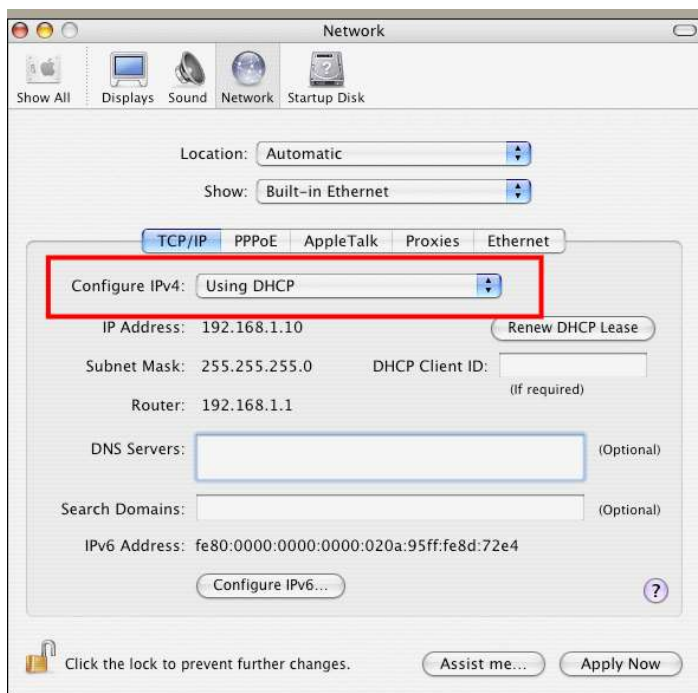 Network
Show All Displays Sound Network Startup Disk
Location: Automatic
Show: Built-in Ethernet
TCP/IP PPPoE AppleTalk Proxies Ethernet
Configure IPv4: Using DHCP
IP Address: 192.168.1.10 Renew DHCP Lease
Subnet Mask: 255.255.255.0 DHCP Client ID:
(If required)
Router: 192.168.1.1
DNS Servers: (Optional)
Search Domains: (Optional)
IPv6 Address: fe80:0000:0000:0000:020a:95ff:fe8d:72e4
Configure IPv6... ?
Click the lock to prevent further changes. Assist me... Apply Now